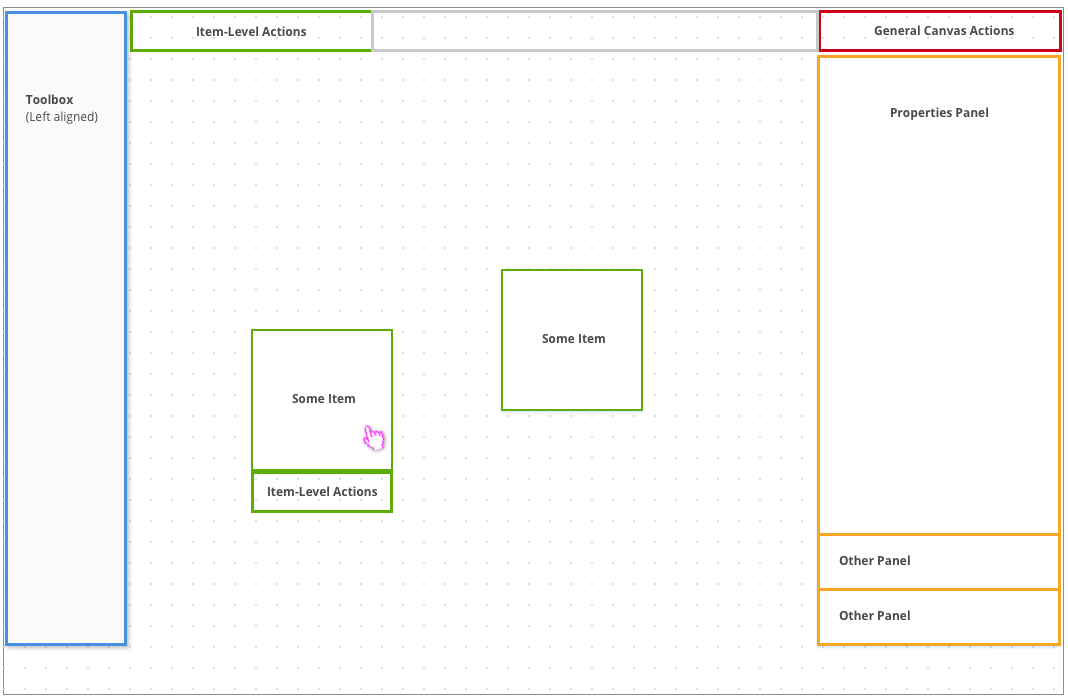 Item-Level Actions
General Canvas Actions
Toolbox
(Left aligned)
Properties Panel
Some Item
Some Item
Item-Level Actions
Other Panel
Other Panel